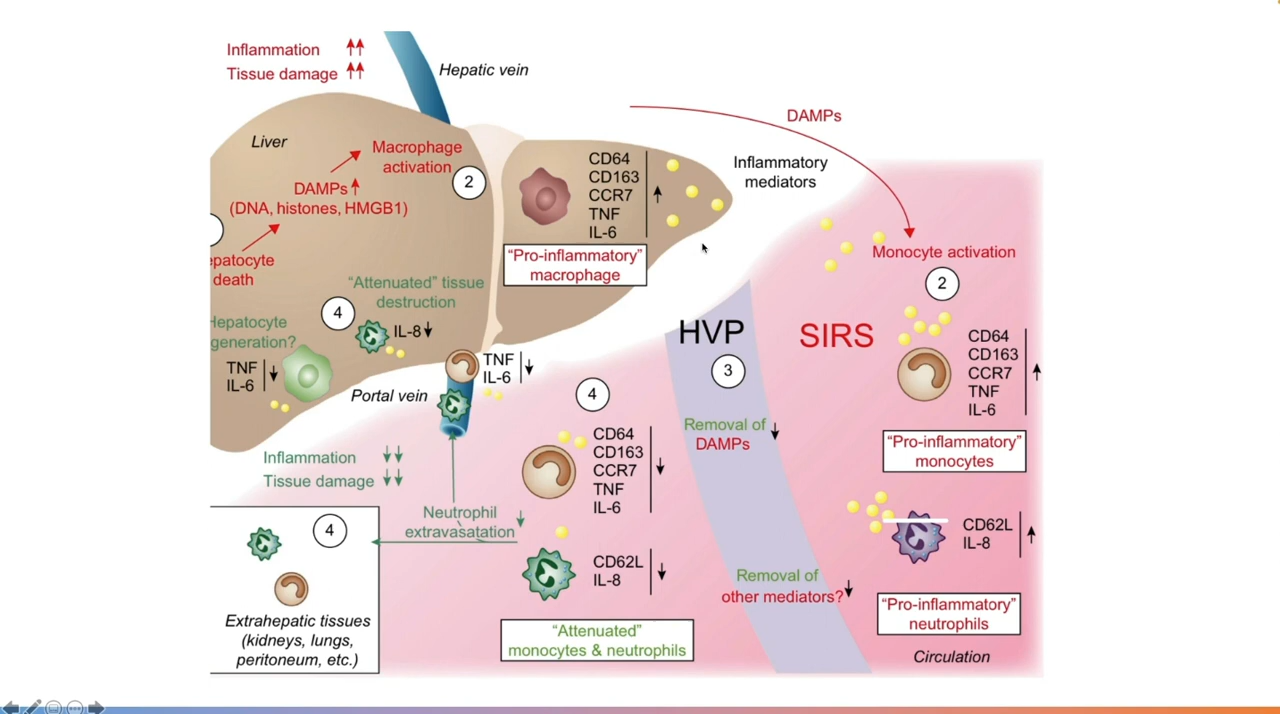 Inflammation
Tissue damage
Hepatic vein
DAMPs
Liver
Macrophage
activation
2
DAMPs
(DNA, histones, HMGB1)
epatocyte
death
CD64
CD163
CCR7
TNF
IL-6
"Pro-inflammatory"
macrophage
Inflammatory
mediators
Monocyte activation
2
"Attenuated" tissue
destruction
4
IL-8
Hepatocyte
generation?
TNF
IL-6
TNF
IL-6
Portal vein
HVP
3
SIRS
CD64
CD163
CCR7
TNF
IL-6
"Pro-inflammatory"
monocytes
4
CD64
CD163
CCR7
TNF
IL-6
Removal of
DAMPs
Inflammation
Tissue damage
Neutrophil
extravasatation
CD62L
IL-8
CD62L
IL-8
Removal of
other mediators?
"Pro-inflammatory"
neutrophils
"Attenuated"
monocytes & neutrophils
4
Extrahepatic tissues
(kidneys, lungs,
peritoneum, etc.)
Circulation